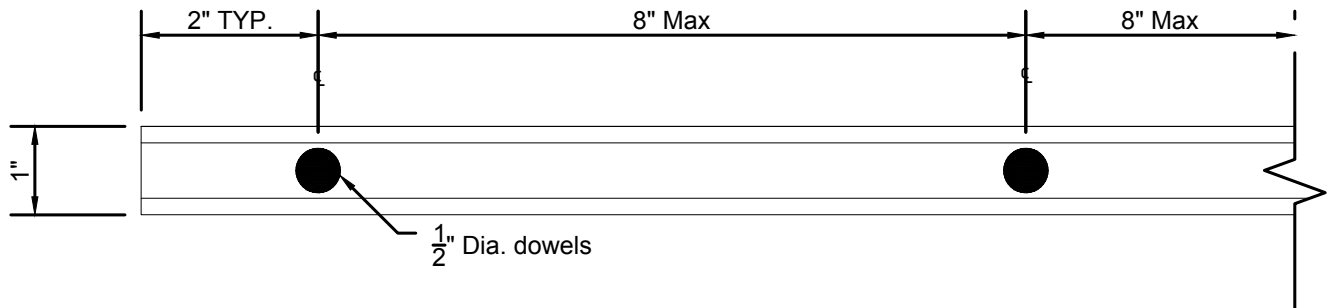 2" TYP.
8" Max
8" Max
℄
℄
1"
1/2" Dia. dowels